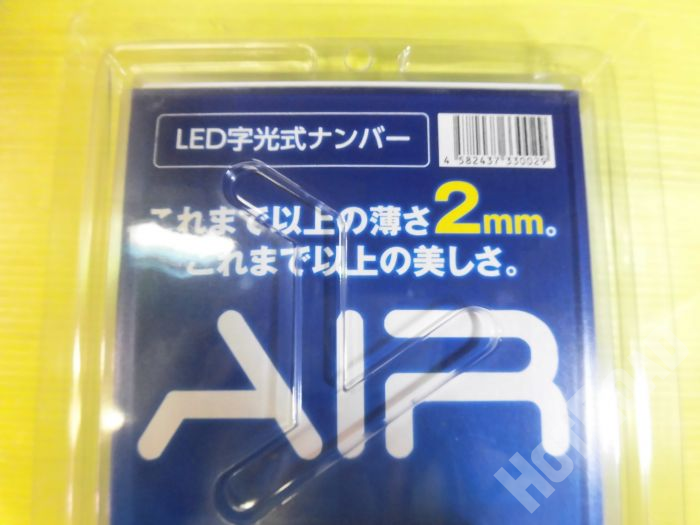 LED字光式ナンバー
4 582437 330029
これまで以上の薄さ2mm。
これまで以上の美しさ。
AIR